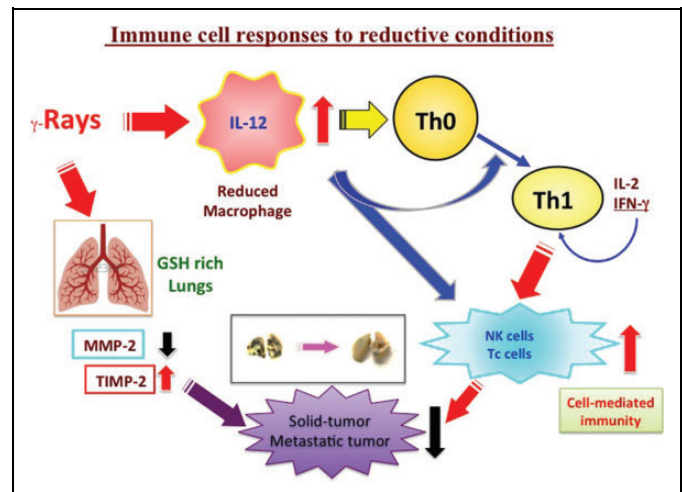 Immune cell responses to reductive conditions
γ-Rays
IL-12
Th0
Reduced
Macrophage
Th1
IL-2
IFN-γ
GSH rich
Lungs
MMP-2
TIMP-2
NK cells
Tc cells
Cell-mediated
immunity
Solid-tumor
Metastatic tumor